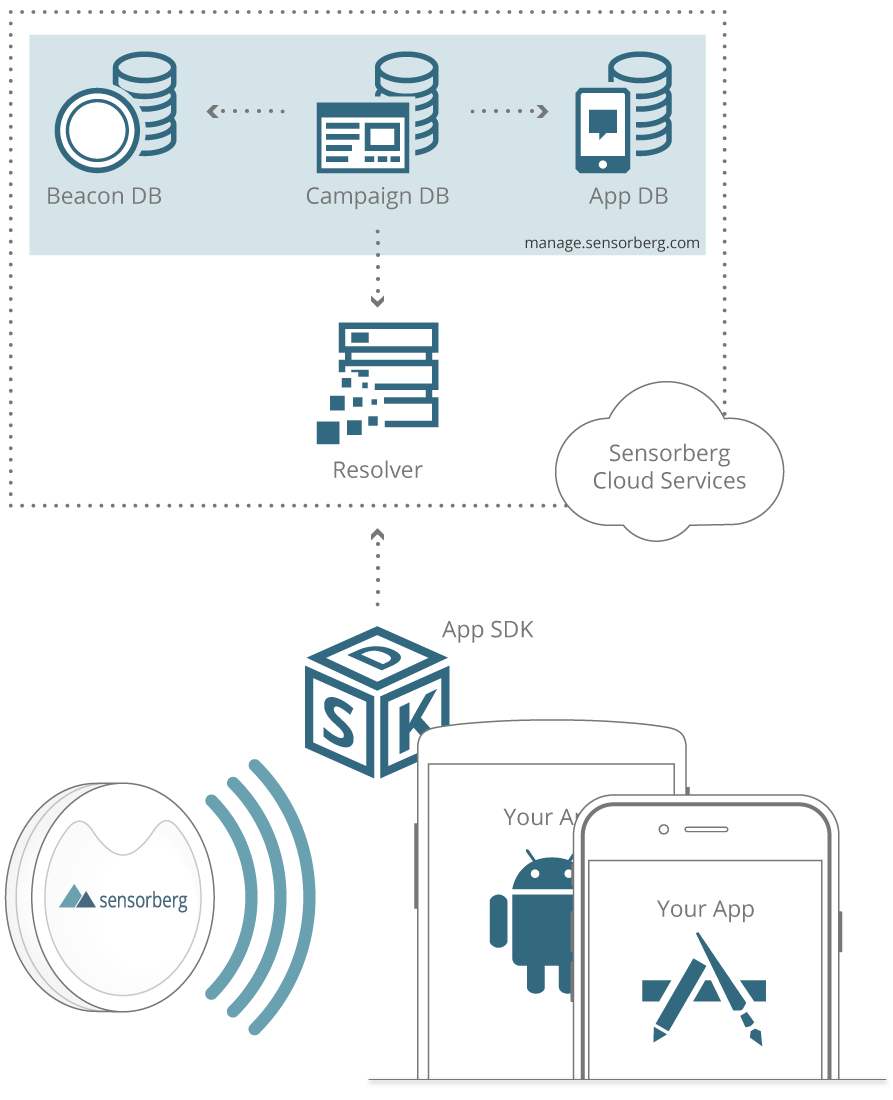 Beacon DB
Campaign DB
App DB
manage.sensorberg.com
Resolver
Sensorberg
Cloud Services
App SDK
D
S K
sensorberg
Your Ap
Your App